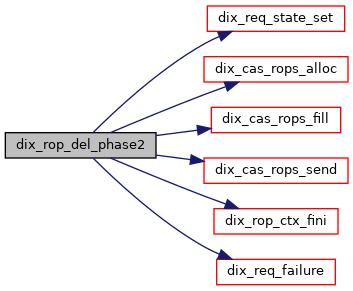 dix_req_state_set
dix_cas_rops_alloc
dix_cas_rops_fill
dix_rop_del_phase2
dix_cas_rops_send
dix_rop_ctx_fini
dix_req_failure